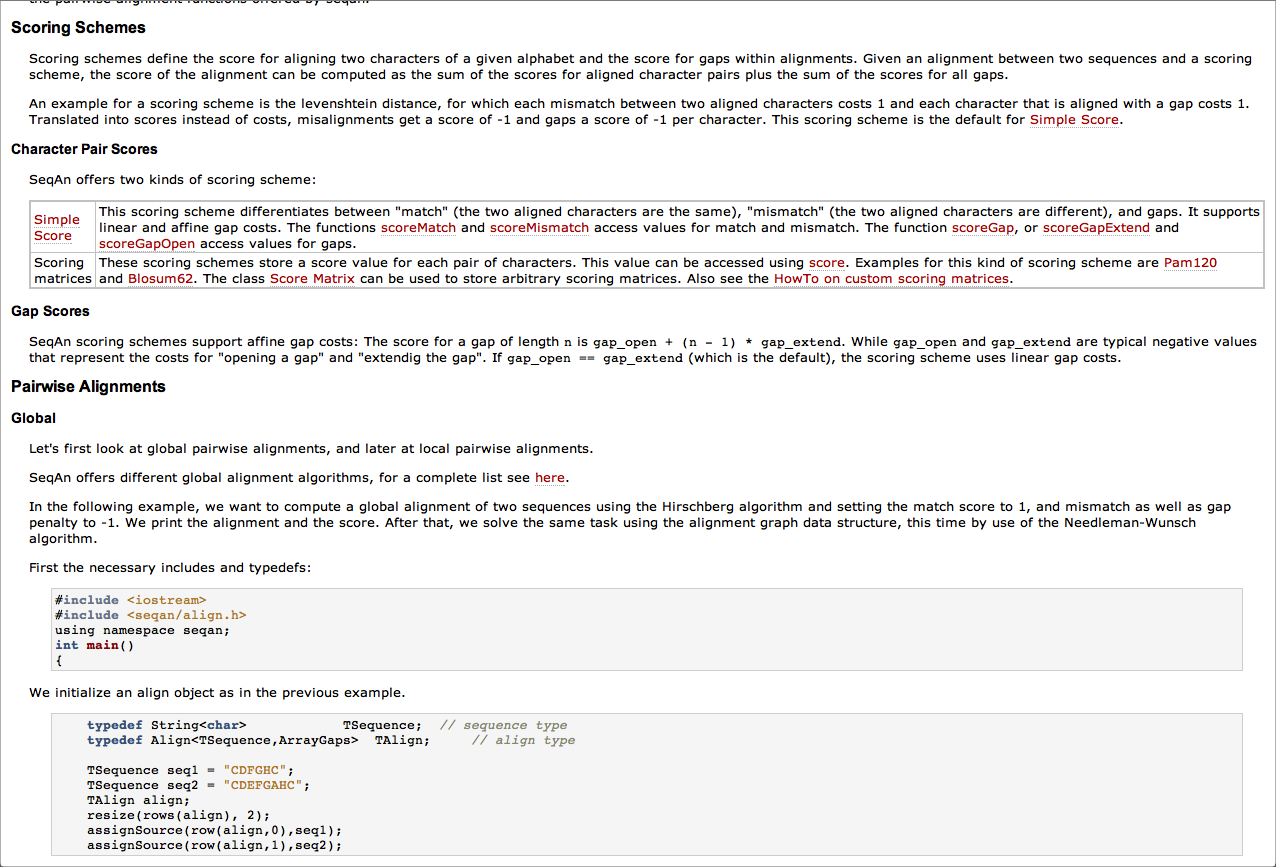 the pairwise alignment functions offered by seqan.
Scoring Schemes
Scoring schemes define the score for aligning two characters of a given alphabet and the score for gaps within alignments. Given an alignment between two sequences and a scoring
scheme, the score of the alignment can be computed as the sum of the scores for aligned character pairs plus the sum of the scores for all gaps.
An example for a scoring scheme is the levenshtein distance, for which each mismatch between two aligned characters costs 1 and each character that is aligned with a gap costs 1.
Translated into scores instead of costs, misalignments get a score of -1 and gaps a score of -1 per character. This scoring scheme is the default for Simple Score.
Character Pair Scores
SeqAn offers two kinds of scoring scheme:
Simple
Score
This scoring scheme differentiates between "match" (the two aligned characters are the same), "mismatch" (the two aligned characters are different), and gaps. It supports
linear and affine gap costs. The functions scoreMatch and scoreMismatch access values for match and mismatch. The function scoreGap, or scoreGapExtend and
scoreGapOpen access values for gaps.
Scoring
matrices
These scoring schemes store a score value for each pair of characters. This value can be accessed using score. Examples for this kind of scoring scheme are Pam120
and Blosum62. The class Score Matrix can be used to store arbitrary scoring matrices. Also see the HowTo on custom scoring matrices.
Gap Scores
SeqAn scoring schemes support affine gap costs: The score for a gap of length n is gap_open + (n - 1) * gap_extend. While gap_open and gap_extend are typical negative values
that represent the costs for "opening a gap" and "extendig the gap". If gap_open == gap_extend (which is the default), the scoring scheme uses linear gap costs.
Pairwise Alignments
Global
Let's first look at global pairwise alignments, and later at local pairwise alignments.
SeqAn offers different global alignment algorithms, for a complete list see here.
In the following example, we want to compute a global alignment of two sequences using the Hirschberg algorithm and setting the match score to 1, and mismatch as well as gap
penalty to -1. We print the alignment and the score. After that, we solve the same task using the alignment graph data structure, this time by use of the Needleman-Wunsch
algorithm.
First the necessary includes and typedefs:
#include <iostream>
#include <seqan/align.h>
using namespace seqan;
int main()
{
We initialize an align object as in the previous example.
typedef String<char> TSequence; // sequence type
typedef Align<TSequence,ArrayGaps> TAlign; // align type
TSequence seq1 = "CDFGHC";
TSequence seq2 = "CDEFGAHC";
TAlign align;
resize(rows(align), 2);
assignSource(row(align,0),seq1);
assignSource(row(align,1),seq2);